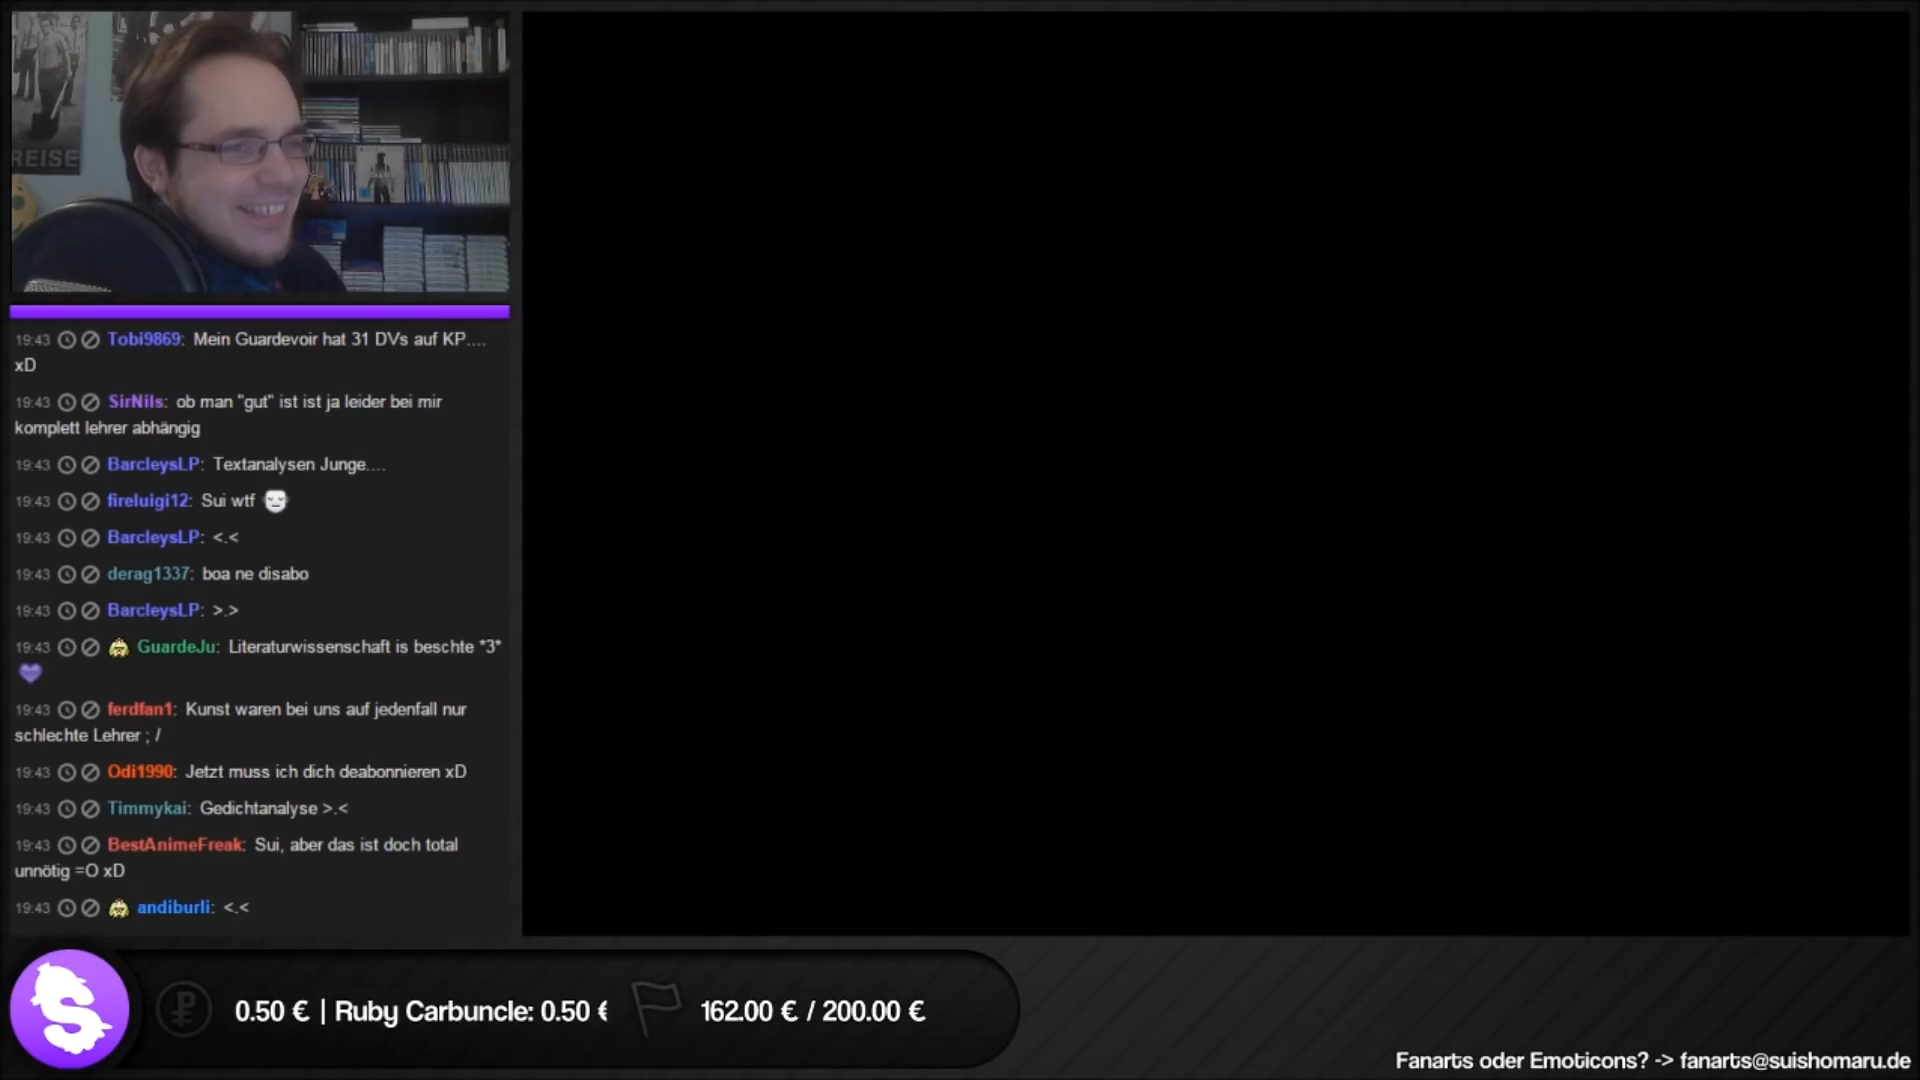 REISE
19:43 Tobi9869: Mein Guardevoir hat 31 DVs auf KP....
xD
19:43 SirNils: ob man "gut" ist ist ja leider bei mir
komplett lehrer abhängig
19:43 BarcleysLP: Textanalysen Junge....
19:43 fireluigi12: Sui wtf
19:43 BarcleysLP: <.<
19:43 derag1337: boa ne disabo
19:43 BarcleysLP: >.>
19:43 GuardeJu: Literaturwissenschaft is beschte *3*
19:43 ferdfan1: Kunst waren bei uns auf jedenfall nur
schlechte Lehrer ; /
19:43 Odi1990: Jetzt muss ich dich deabonnieren xD
19:43 Timmykai: Gedichtanalyse >.<
19:43 BestAnimeFreak: Sui, aber das ist doch total
unnötig =O xD
19:43 andiburli: <.<
S
0.50 € | Ruby Carbuncle: 0.50 €
162.00 € / 200.00 €
Fanarts oder Emoticons? -> fanarts@suishomaru.de